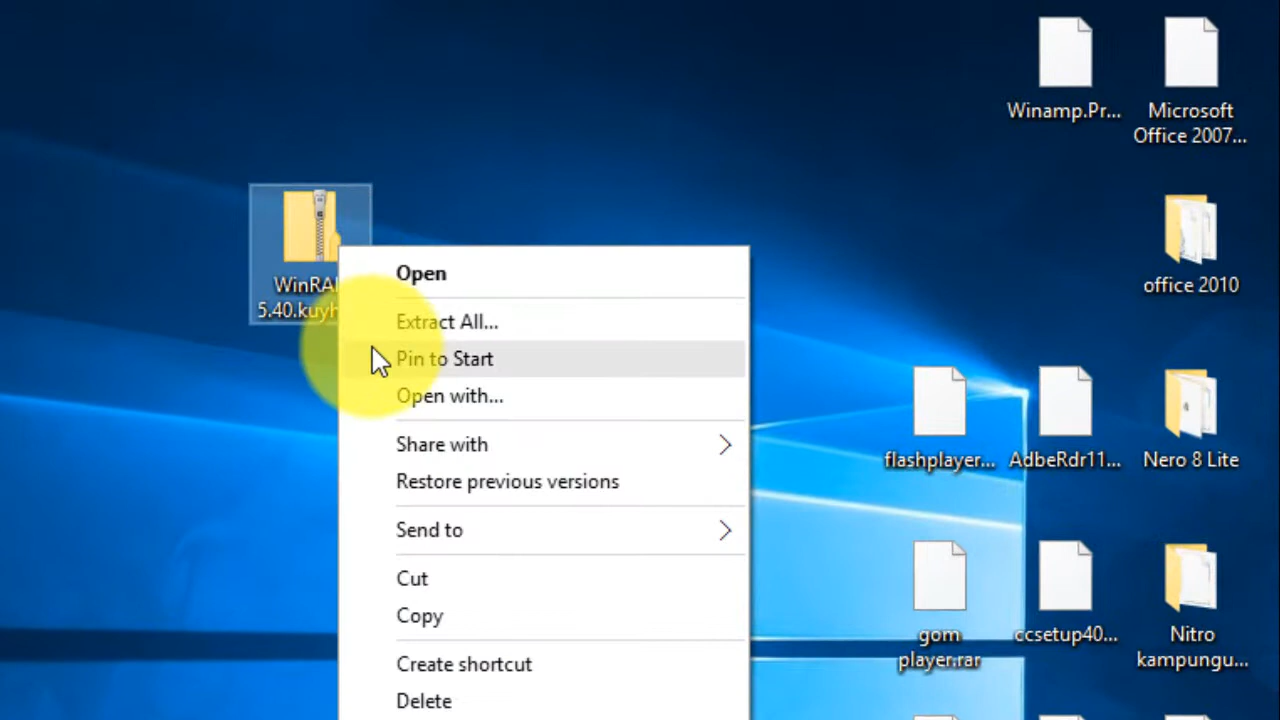 Winamp.Pr...
Microsoft
Office 2007...
5.40.kuyh
Open
Extract All...
Pin to Start
Open with...
Share with
Restore previous versions
Send to
Cut
Copy
Create shortcut
Delete
office 2010
flashplayer...
AdbeRdr11...
Nero 8 Lite
gom
player.rar
ccsetup40...
Nitro
kampungu...